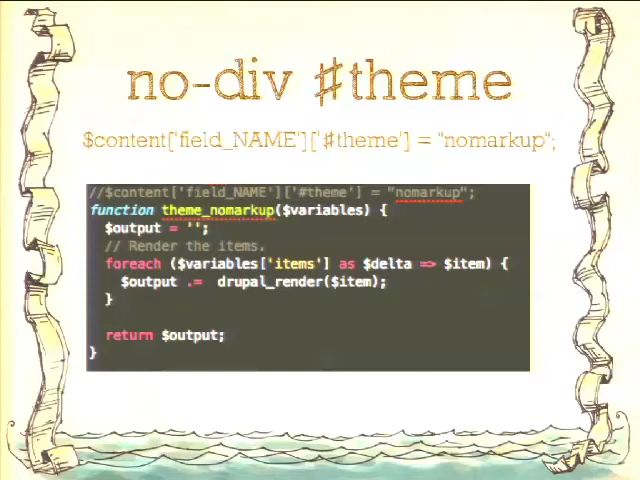 no-div #theme
$content['field_NAME']['#theme'] = "nomarkup";
//$content['field_NAME']['#theme'] = "nomarkup";
function theme_nomarkup($variables) {
$output = '';
// Render the items.
foreach ($variables['items'] as $delta => $item) {
$output .= drupal_render($item);
}
return $output;
}